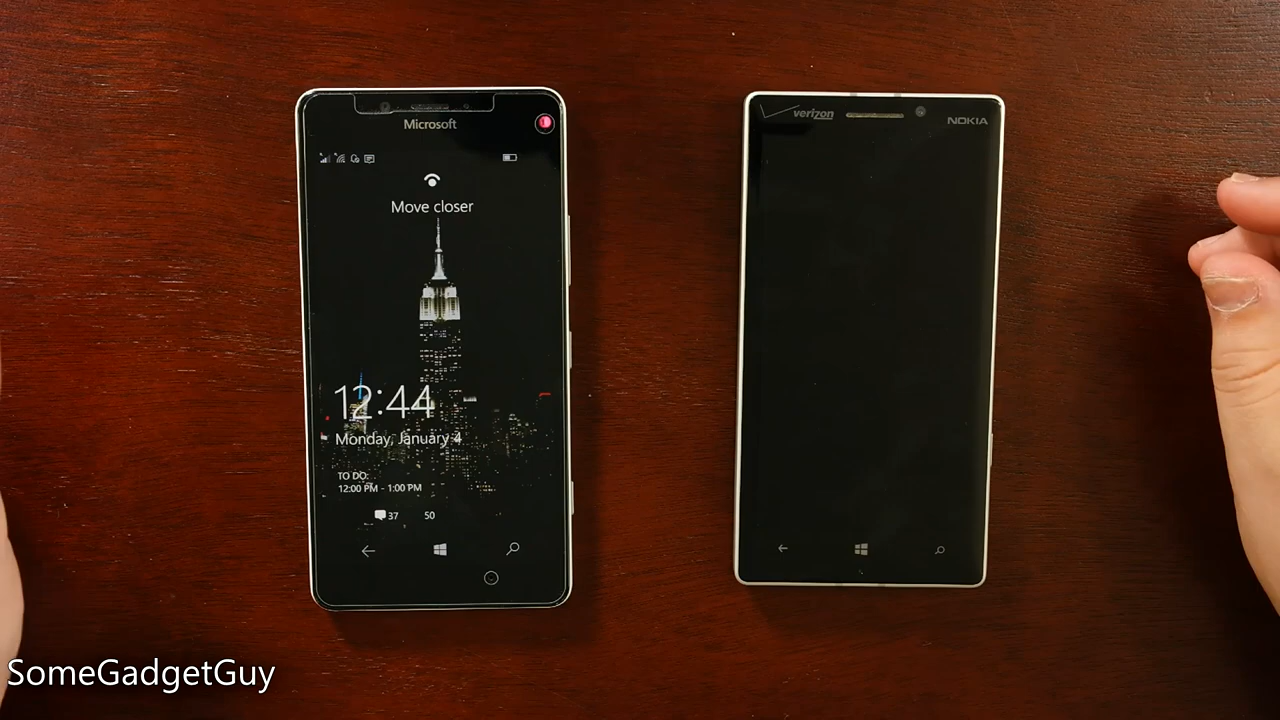 Microsoft
Move closer
12:44
Monday, January 4
TO DO:
12:00 PM - 1:00 PM
37 50
verizon
NOKIA
SomeGadgetGuy